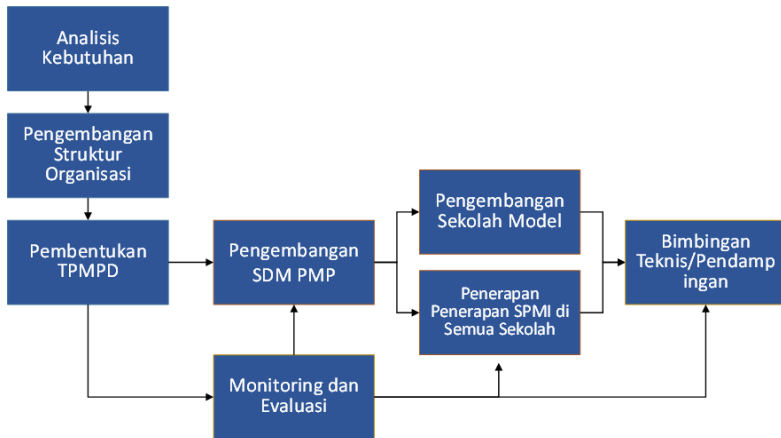 Analisis
Kebutuhan
Pengembangan
Struktur
Organisasi
Pembentukan
TPMPD
Pengembangan
SDM PMP
Pengembangan
Sekolah Model
Penerapan
Penerapan SPMI di
Semua Sekolah
Bimbingan
Teknis/Pendamp
ingan
Monitoring dan
Evaluasi